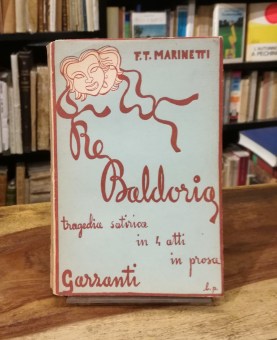 F. T. MARINETTI
Re
Baldoria
tragedia satirica
in 4 atti
in prosa
Garzanti
b.p.